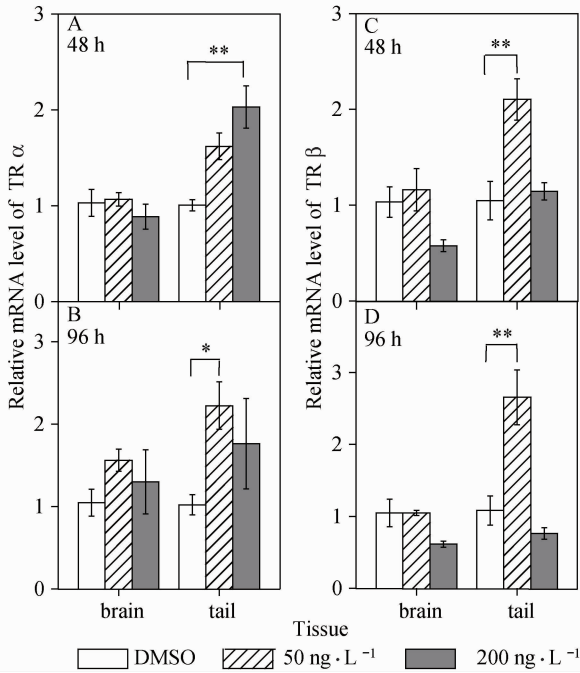 A
48 h
**
3
2
1
0
Relative mRNA level of TR α
B
96 h
*
3
2
1
0
brain
tail
C
48 h
**
3
2
1
0
Relative mRNA level of TR β
D
96 h
**
3
2
1
0
brain
tail
Tissue
DMSO
50 ng·L⁻¹
200 ng·L⁻¹